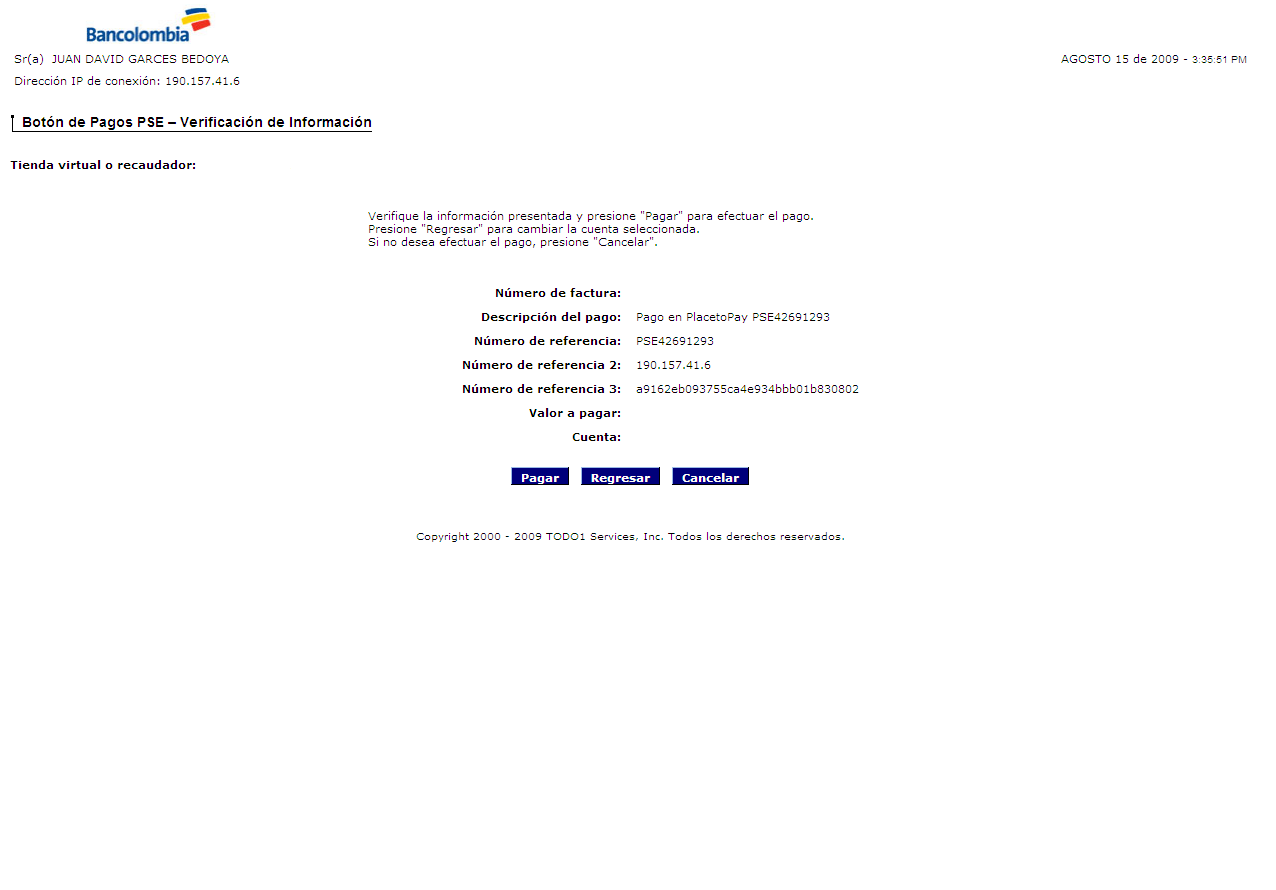 Bancolombia
Sr(a) JUAN DAVID GARCES BEDOYA
AGOSTO 15 de 2009 - 3:35:51 PM
Dirección IP de conexión: 190.157.41.6
Botón de Pagos PSE – Verificación de Información
Tienda virtual o recaudador:
Verifique la información presentada y presione "Pagar" para efectuar el pago.
Presione "Regresar" para cambiar la cuenta seleccionada.
Si no desea efectuar el pago, presione "Cancelar".
Número de factura:
Descripción del pago: Pago en PlacetoPay PSE42691293
Número de referencia: PSE42691293
Número de referencia 2: 190.157.41.6
Número de referencia 3: a9162eb093755ca4e934bbb01b830802
Valor a pagar:
Cuenta:
Pagar Regresar Cancelar
Copyright 2000 - 2009 TODO1 Services, Inc. Todos los derechos reservados.